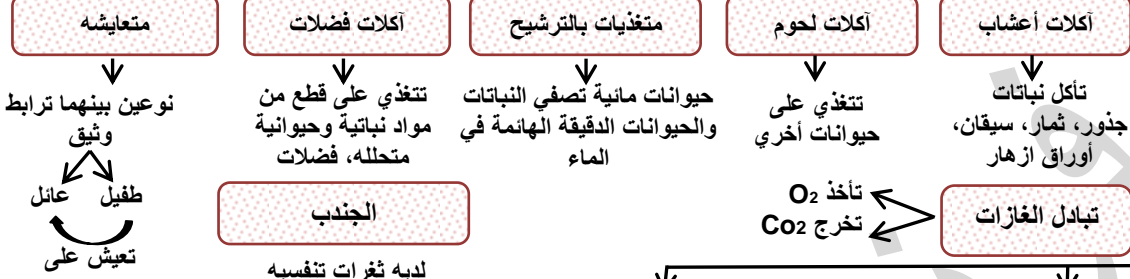 آكلات أعشاب
آكلات لحوم
متغذيات بالترشيح
آكلات فضلات
متعايشه
تأكل نباتات
جذور، ثمار، سيقان،
أوراق ازهار
تتغذي على
حيوانات أخري
حيوانات مائية تصفي النباتات
والحيوانات الدقيقة الهائمة في
الماء
تتغذي على قطع من
مواد نباتية وحيوانية
متحلله، فضلات
نوعين بينهما ترابط
وثيق
طفيل
عائل
تعيش على
تبادل الغازات
تأخذ O₂
تخرج Co₂
الجندب
لديه ثغرات تنفسيه